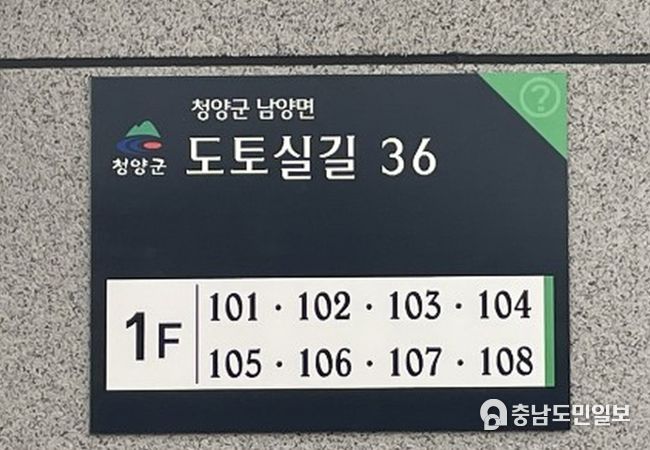 청양군 남양면
청양군
도토실길 36
?
1F
101 · 102 · 103 · 104
105 · 106 · 107 · 108
충남도민일보